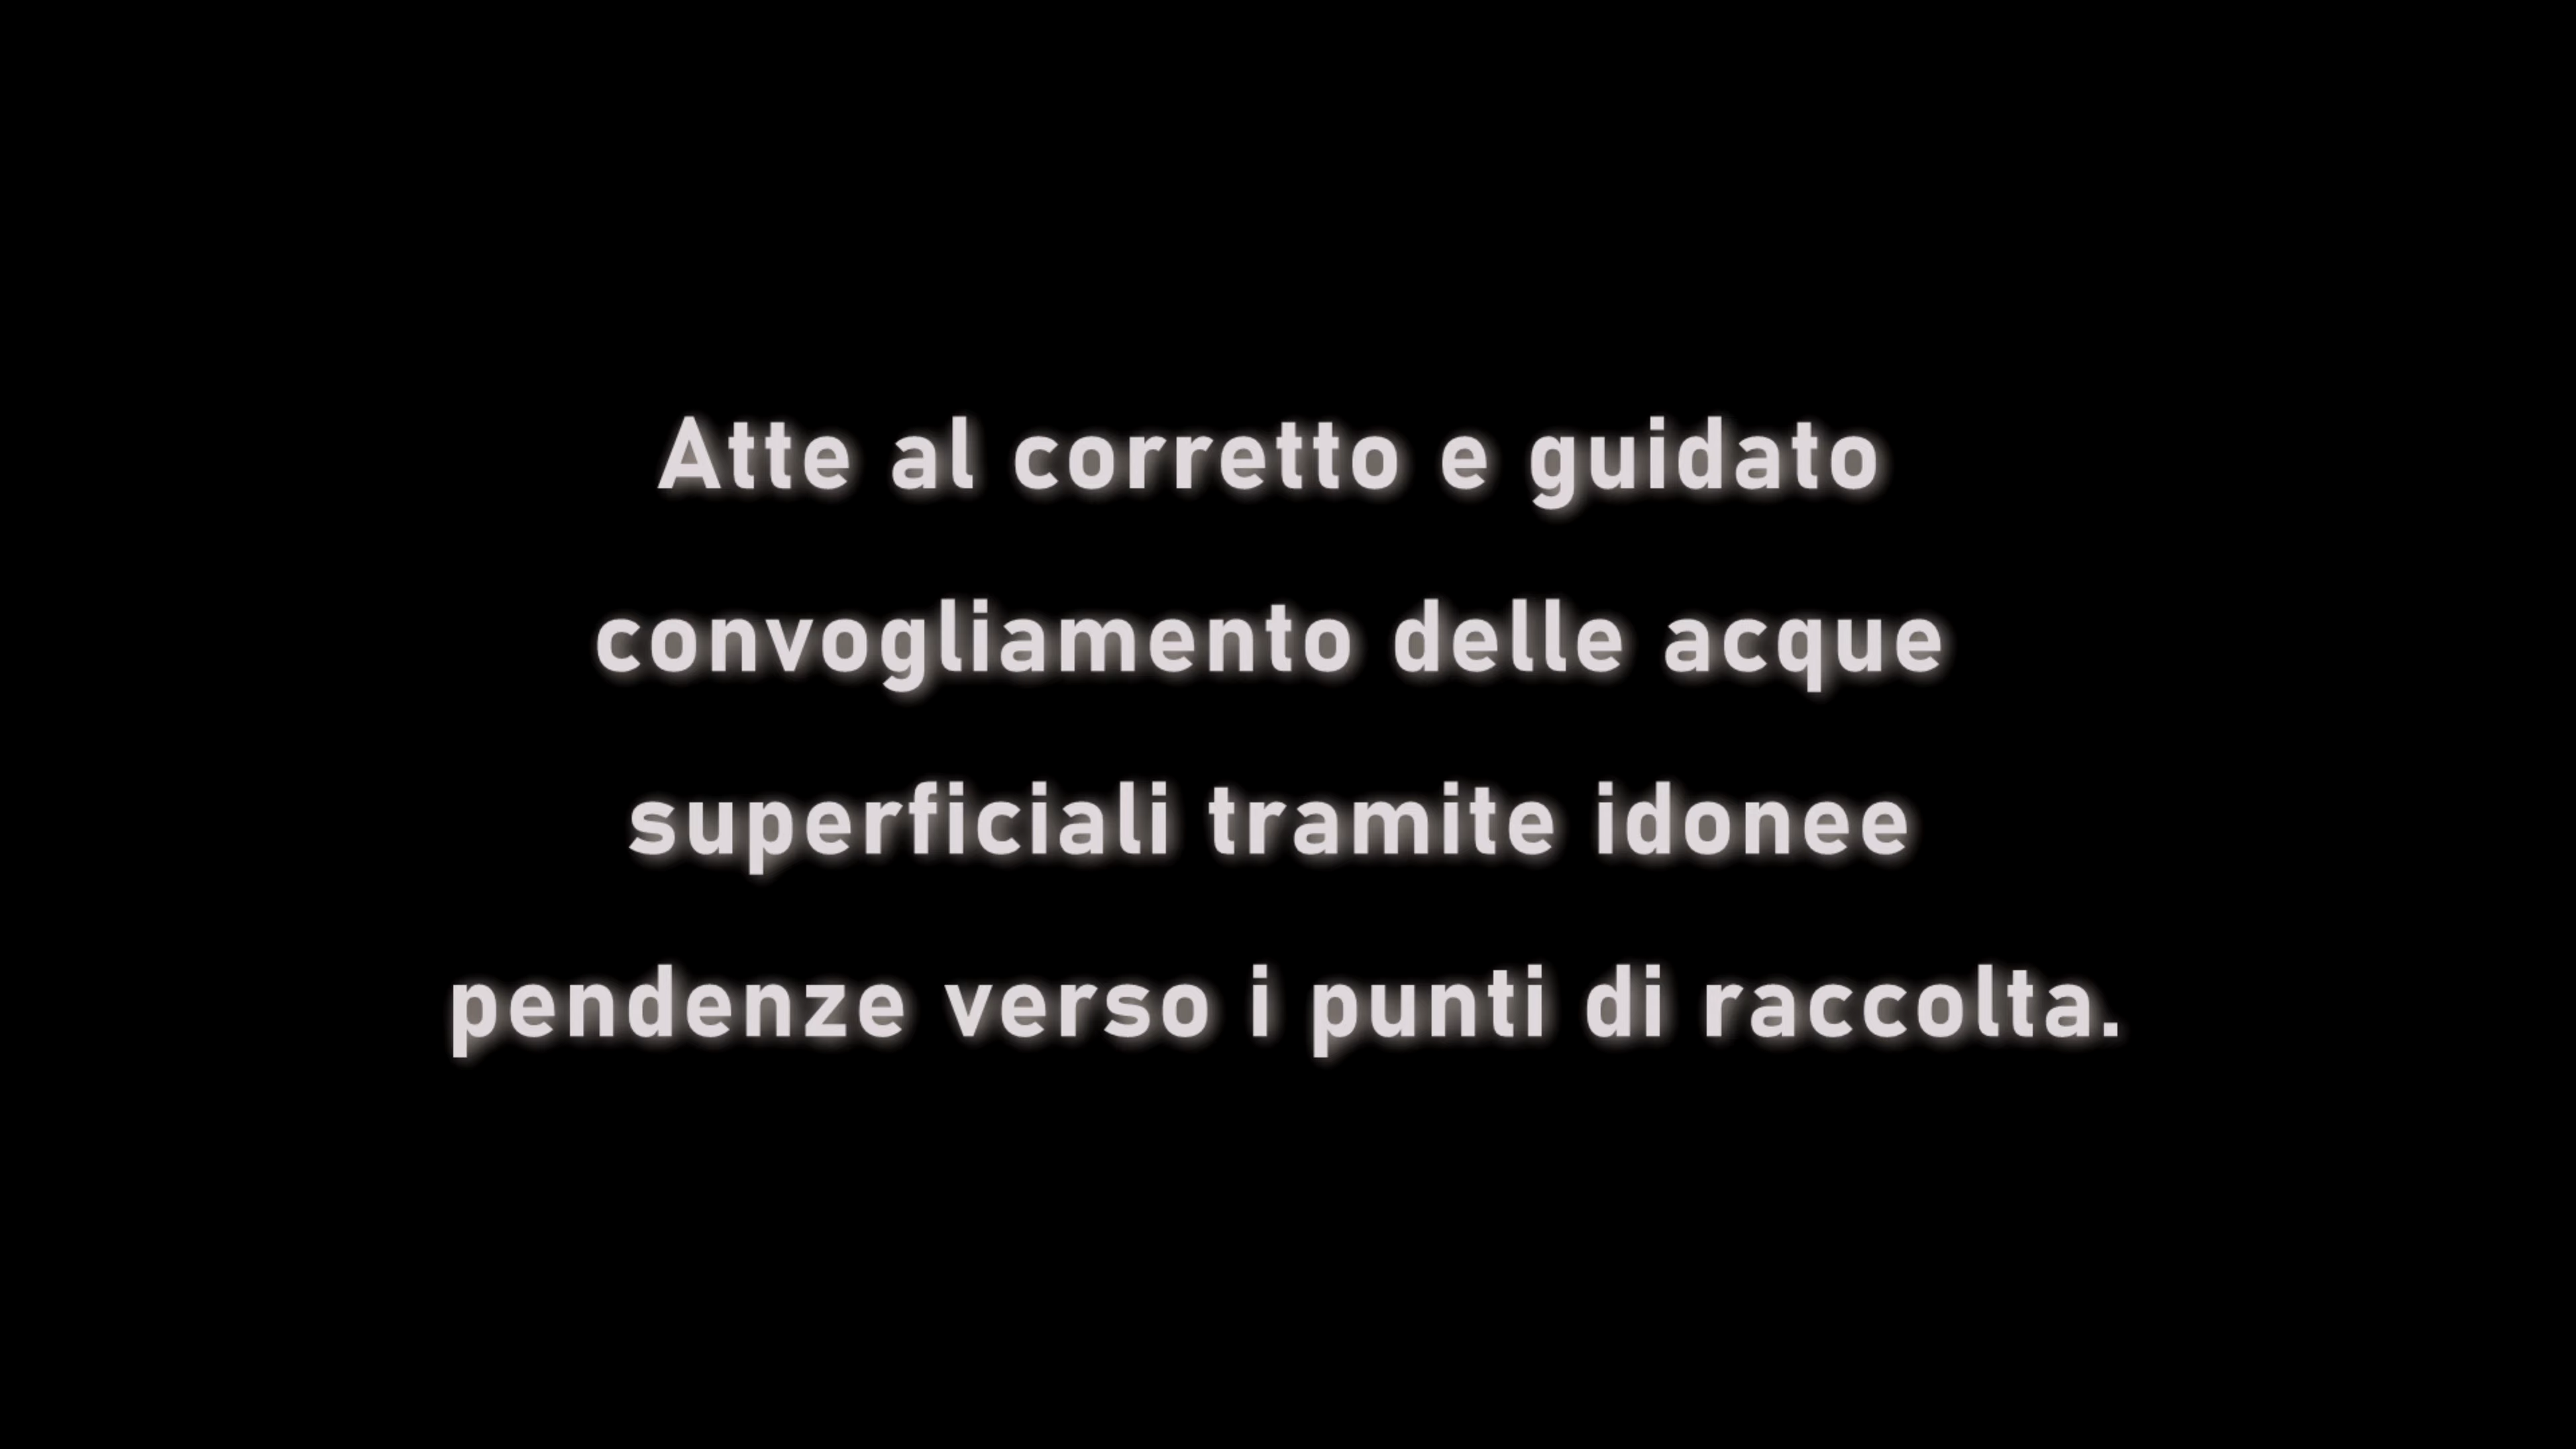 Atte al corretto e guidato
convogliamento delle acque
superficiali tramite idonee
pendenze verso i punti di raccolta.